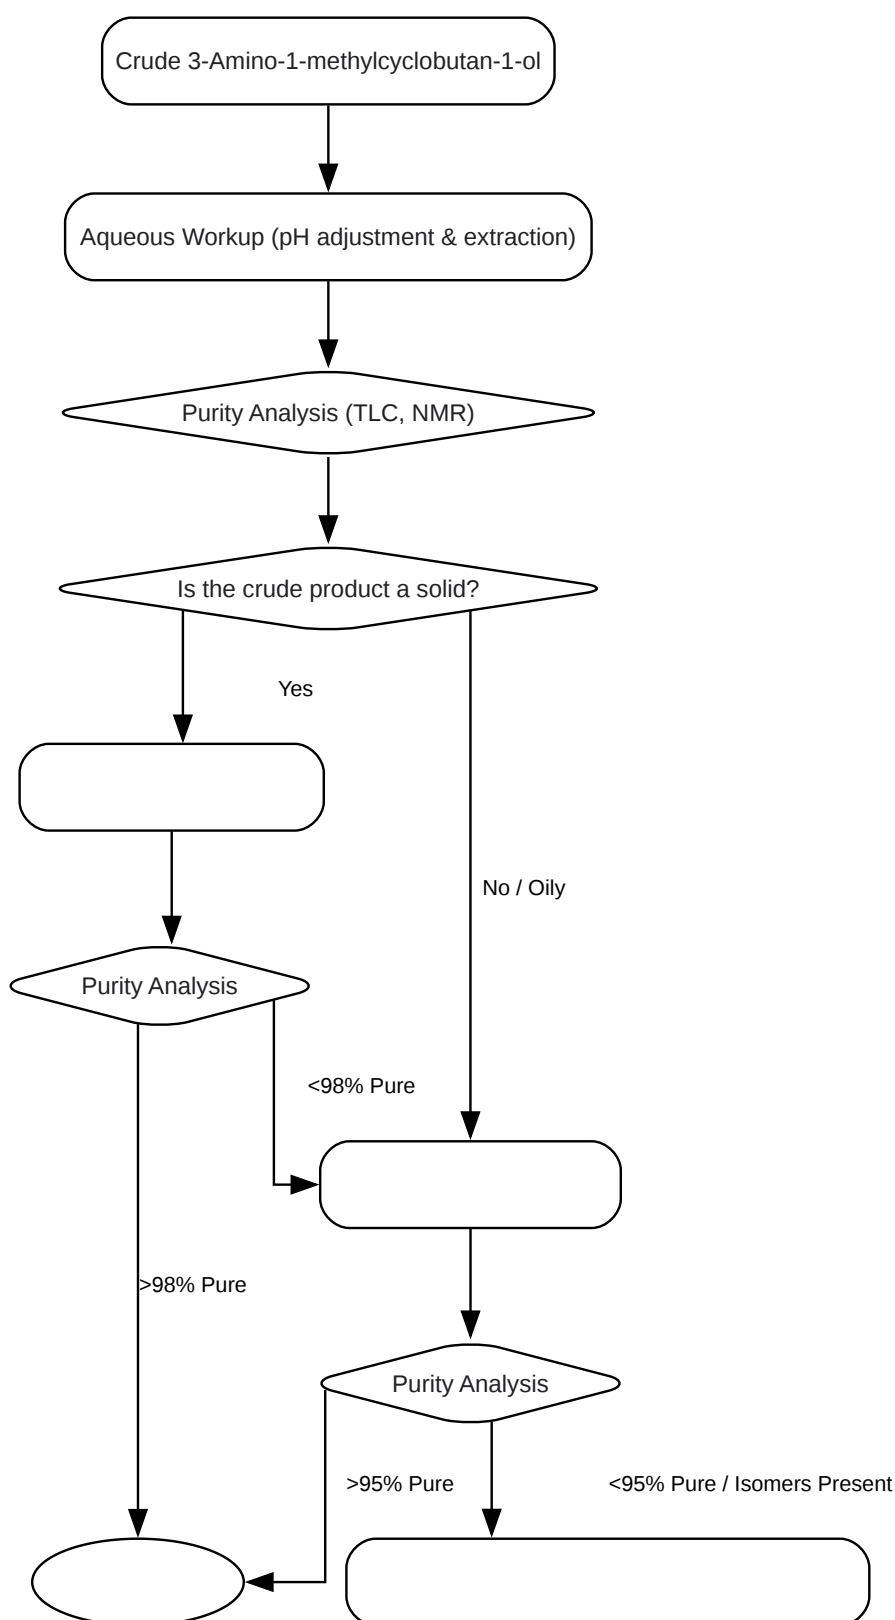 Crude 3-Amino-1-methylcyclobutan-1-ol
Aqueous Workup (pH adjustment & extraction)
Purity Analysis (TLC, NMR)
Is the crude product a solid?
Yes
No / Oily
Purity Analysis
<98% Pure
>98% Pure
Purity Analysis
>95% Pure
<95% Pure / Isomers Present